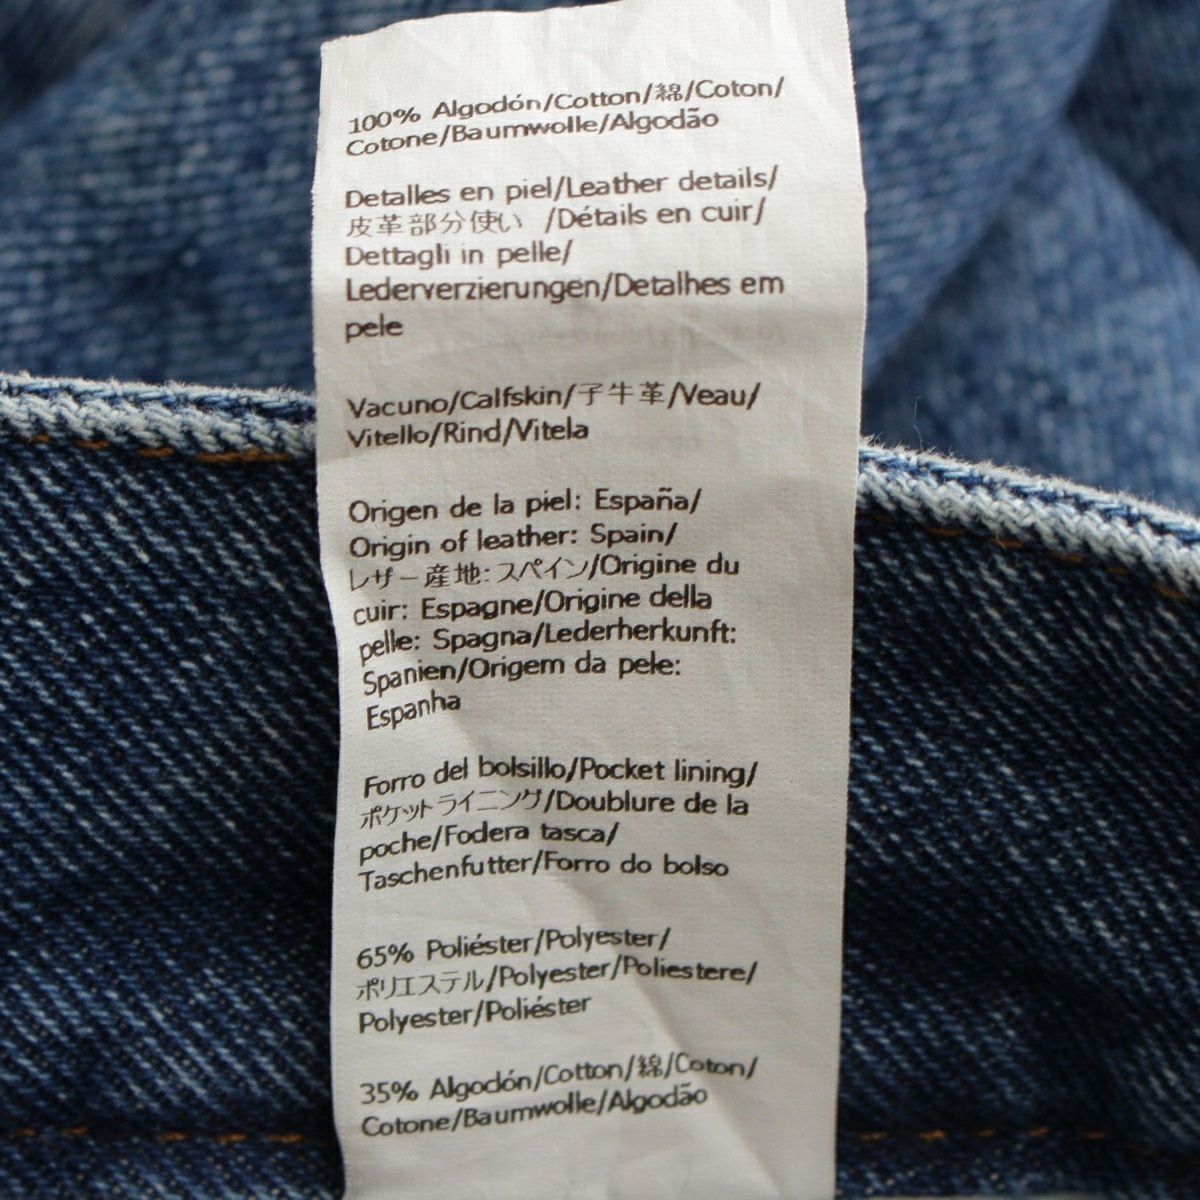 100% Algodón/Cotton/綿/Coton/
Cotone/Baumwolle/Algodão
Detalles en piel/Leather details/
皮革部分使い /Détails en cuir/
Dettagli in pelle/
Lederverzierungen/Detalhes em
pele
Vacuno/Calfskin/子牛革/Veau/
Vitello/Rind/Vitela
Origen de la piel: España/
Origin of leather: Spain/
レザー産地: スペイン/Origine du
cuir: Espagne/Origine della
pelle: Spagna/Lederherkunft:
Spanien/Origem da pele:
Espanha
Forro del bolsillo/Pocket lining/
ポケットライニング/Doublure de la
poche/Fodera tasca/
Taschenfutter/Forro do bolso
65% Poliéster/Polyester/
ポリエステル/Polyester/Poliestere/
Polyester/Poliéster
35% Algodón/Cotton/綿/Coton/
Cotone/Baumwolle/Algodão